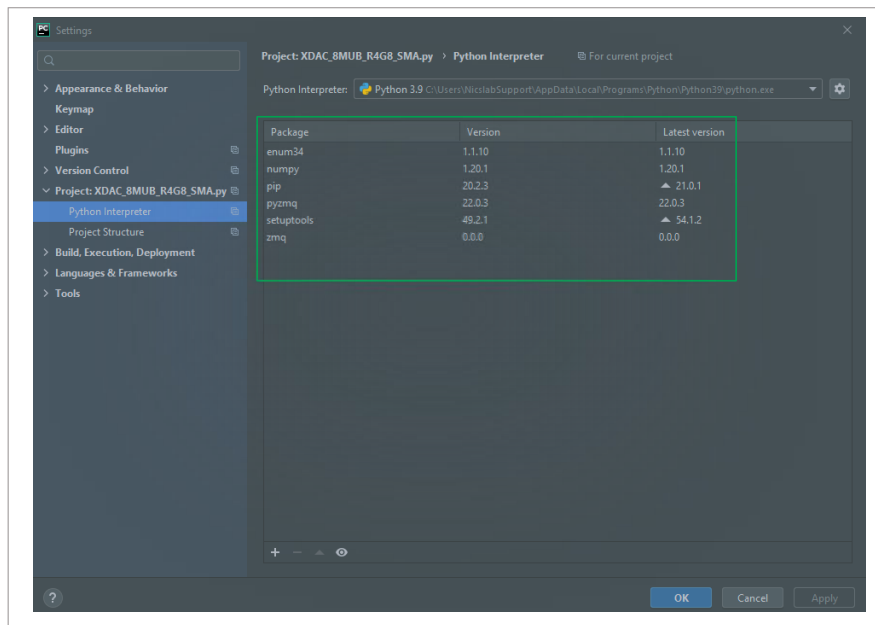 PC Settings
Project: XDAC_8MUB_R4G8_SMA.py > Python Interpreter For current project
Appearance & Behavior
Keymap
Editor
Plugins
Version Control
Project: XDAC_8MUB_R4G8_SMA.py
Python Interpreter
Project Structure
Build, Execution, Deployment
Languages & Frameworks
Tools
Python Interpreter: Python 3.9 C:\Users\NicslabSupport\AppData\Local\Programs\Python\Python39\python.exe
Package Version Latest version
enum34 1.1.10 1.1.10
numpy 1.20.1 1.20.1
pip 20.2.3 21.0.1
pyzmq 22.0.3 22.0.3
setuptools 49.2.1 54.1.2
zmq 0.0.0 0.0.0
? OK Cancel Apply